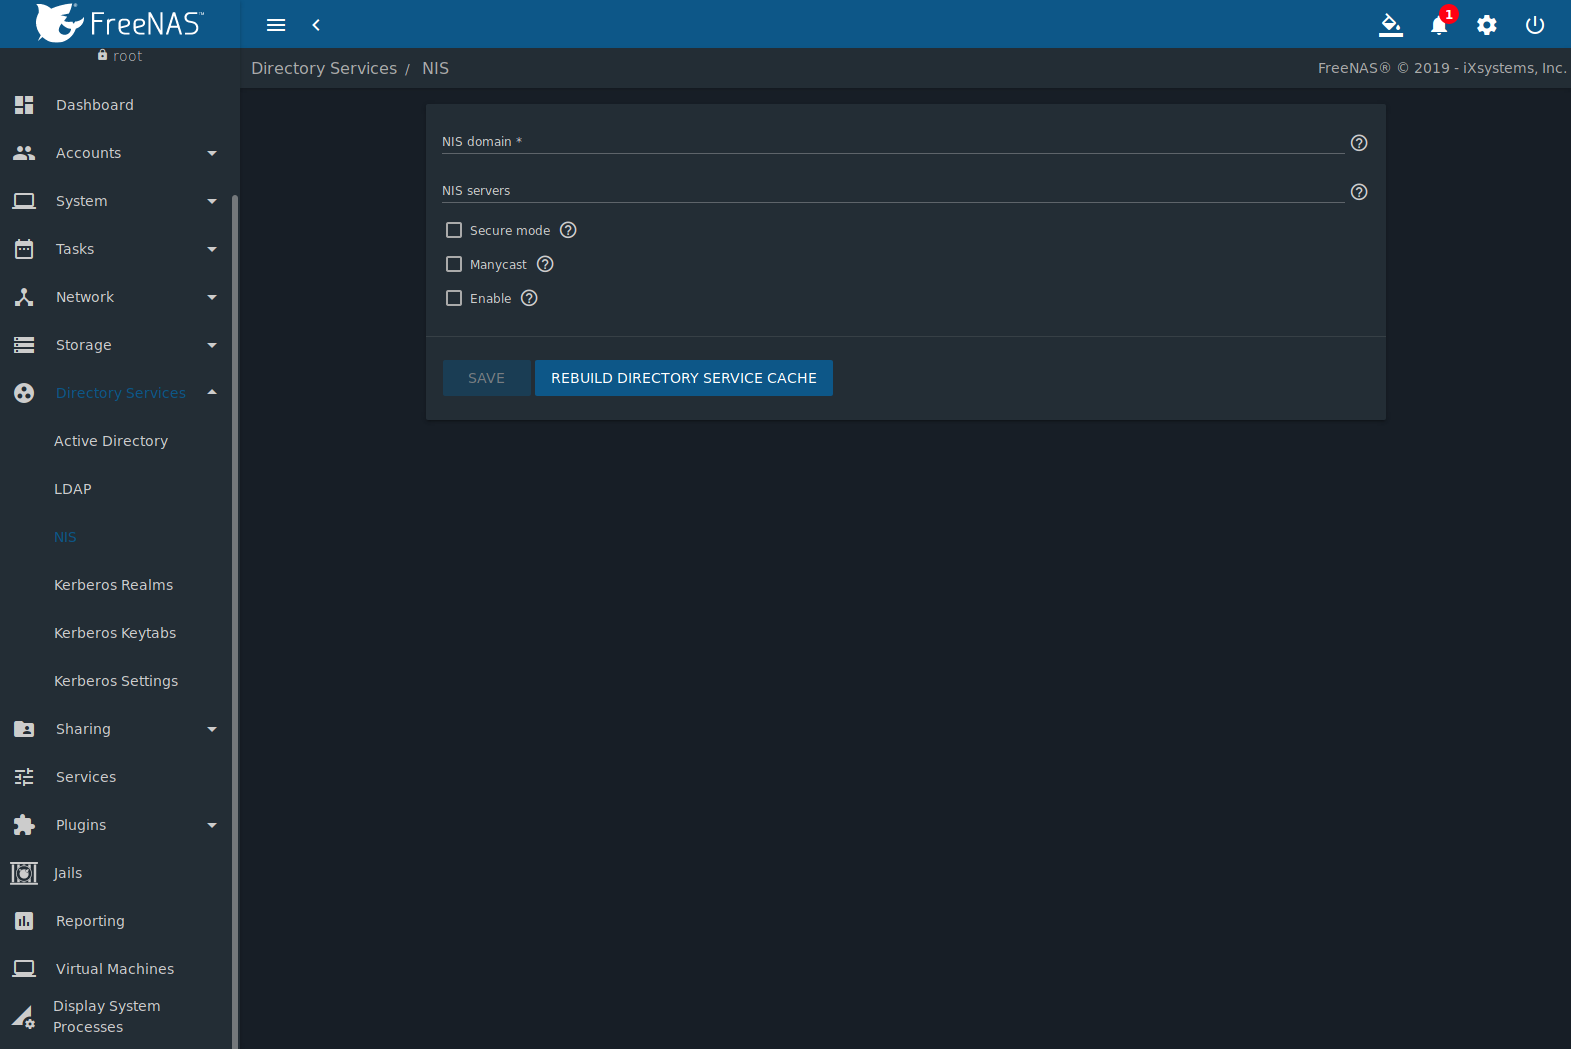 FreeNAS™
1
root
Directory Services / NIS
FreeNAS® © 2019 - iXsystems, Inc.
Dashboard
Accounts
System
Tasks
Network
Storage
Directory Services
Active Directory
LDAP
NIS
Kerberos Realms
Kerberos Keytabs
Kerberos Settings
Sharing
Services
Plugins
Jails
Reporting
Virtual Machines
Display System
Processes
NIS domain *
NIS servers
Secure mode
Manycast
Enable
SAVE
REBUILD DIRECTORY SERVICE CACHE